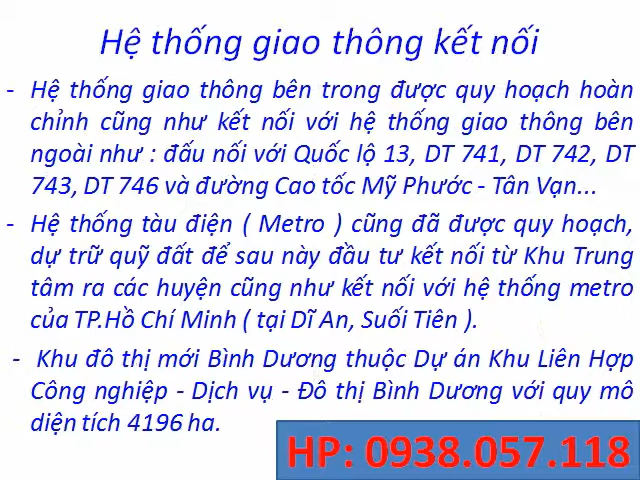 Hệ thống giao thông kết nối
- Hệ thống giao thông bên trong được quy hoạch hoàn
chỉnh cũng như kết nối với hệ thống giao thông bên
ngoài như : đấu nối với Quốc lộ 13, DT 741, DT 742, DT
743, DT 746 và đường Cao tốc Mỹ Phước - Tân Vạn...
- Hệ thống tàu điện ( Metro ) cũng đã được quy hoạch,
dự trữ quỹ đất để sau này đầu tư kết nối từ Khu Trung
tâm ra các huyện cũng như kết nối với hệ thống metro
của TP.Hồ Chí Minh ( tại Dĩ An, Suối Tiên ).
- Khu đô thị mới Bình Dương thuộc Dự án Khu Liên Hợp
Công nghiệp - Dịch vụ - Đô thị Bình Dương với quy mô
diện tích 4196 ha.
HP: 0938.057.118